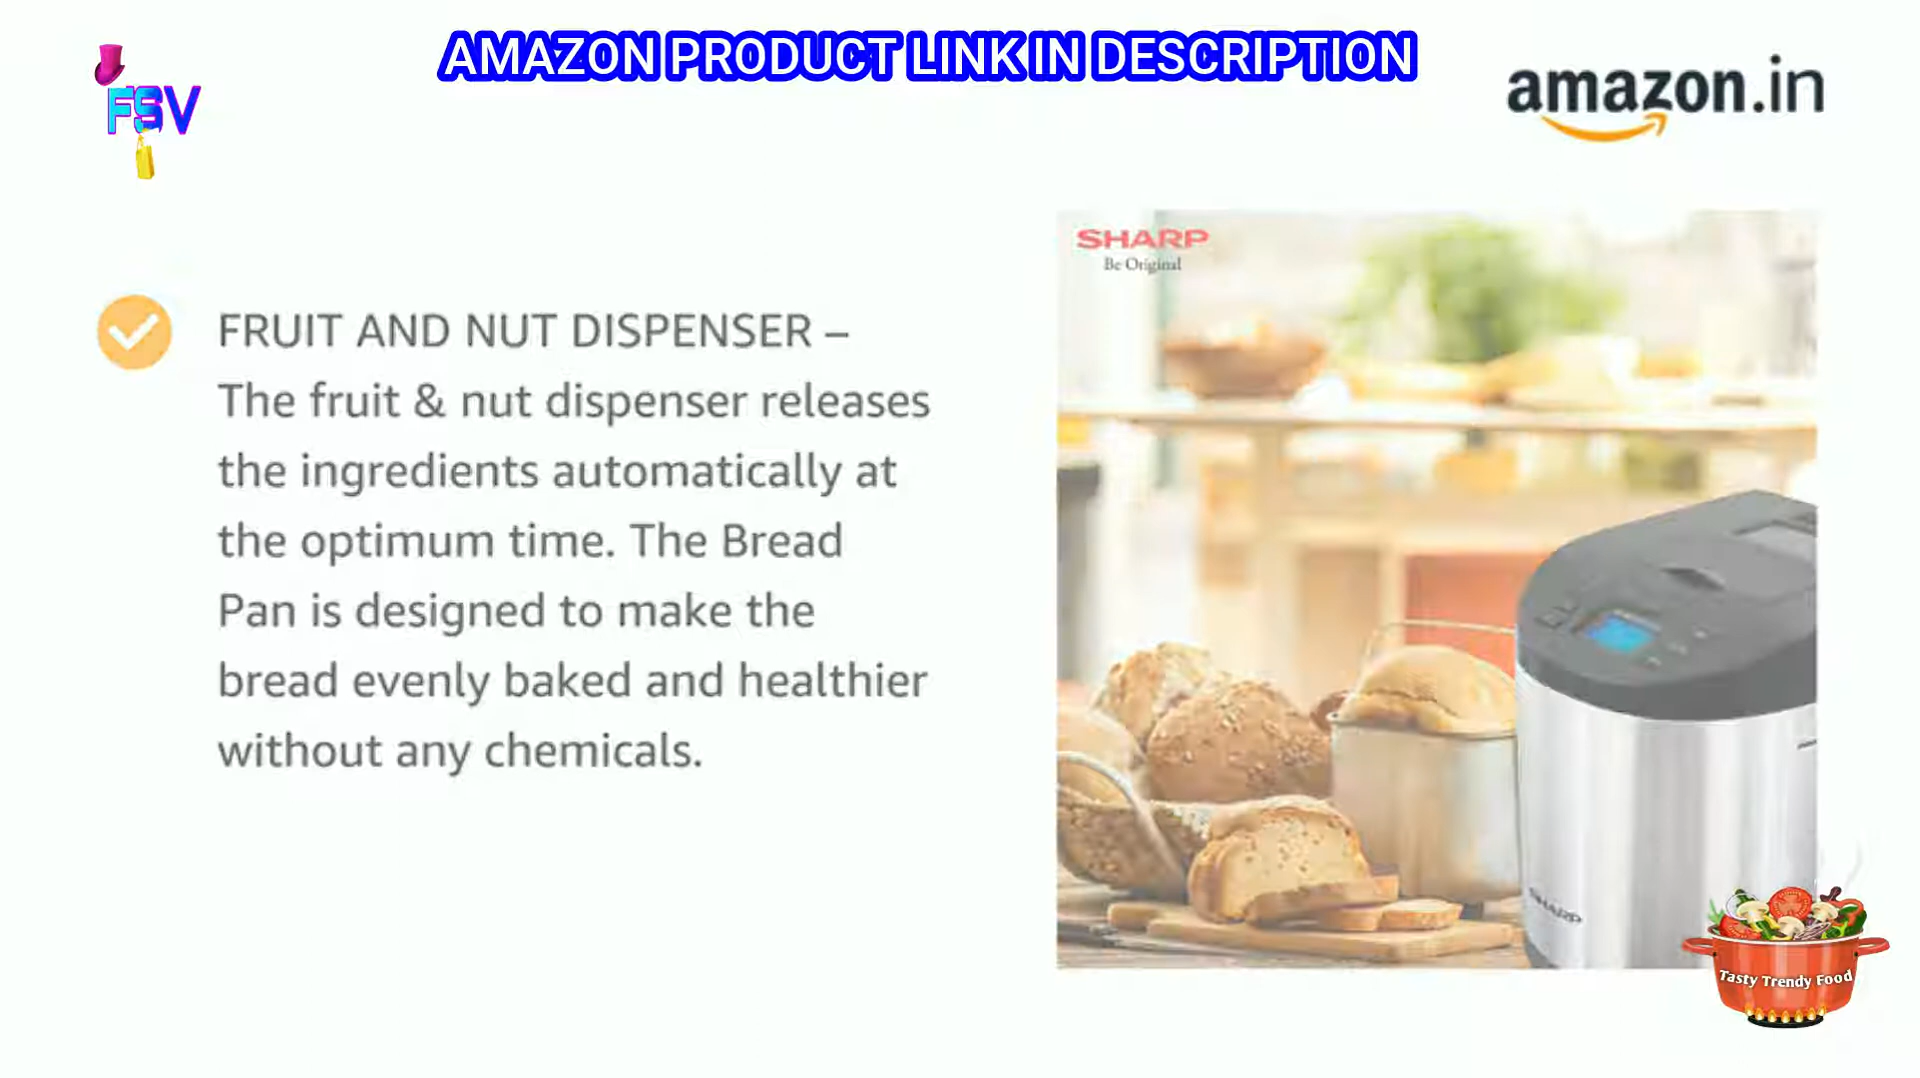 AMAZON PRODUCT LINK IN DESCRIPTION
FSV
amazon.in
SHARP
Be Original
FRUIT AND NUT DISPENSER –
The fruit & nut dispenser releases
the ingredients automatically at
the optimum time. The Bread
Pan is designed to make the
bread evenly baked and healthier
without any chemicals.
SHARP
Tasty Trendy Food